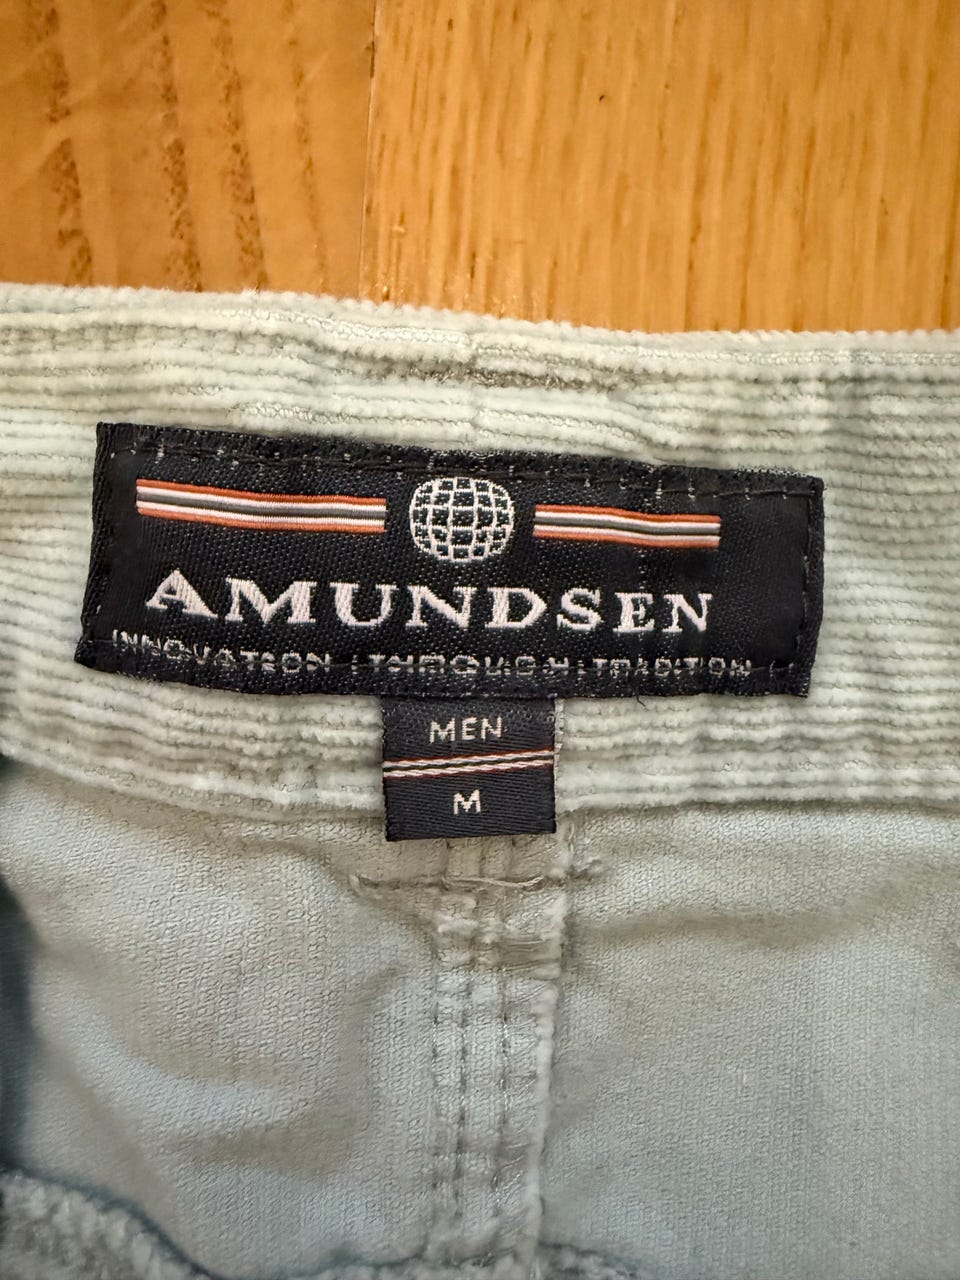 AMUNDSEN
INNOVATION THROUGH TRADITION
MEN
M